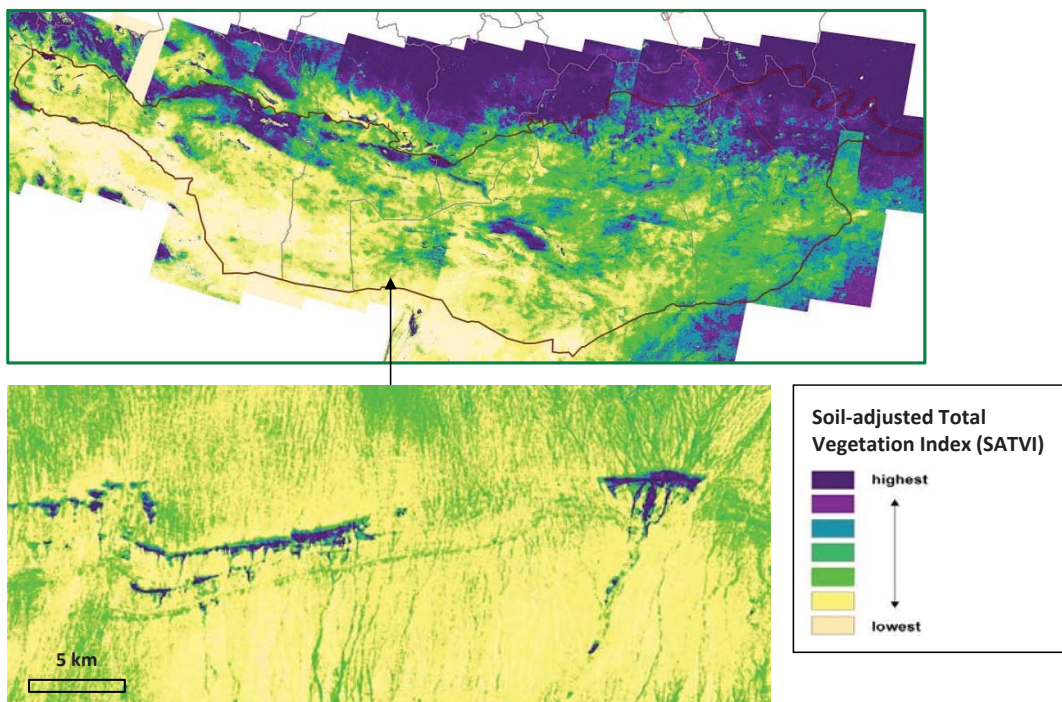 Soil-adjusted Total
Vegetation Index (SATVI)
highest
lowest
5 km